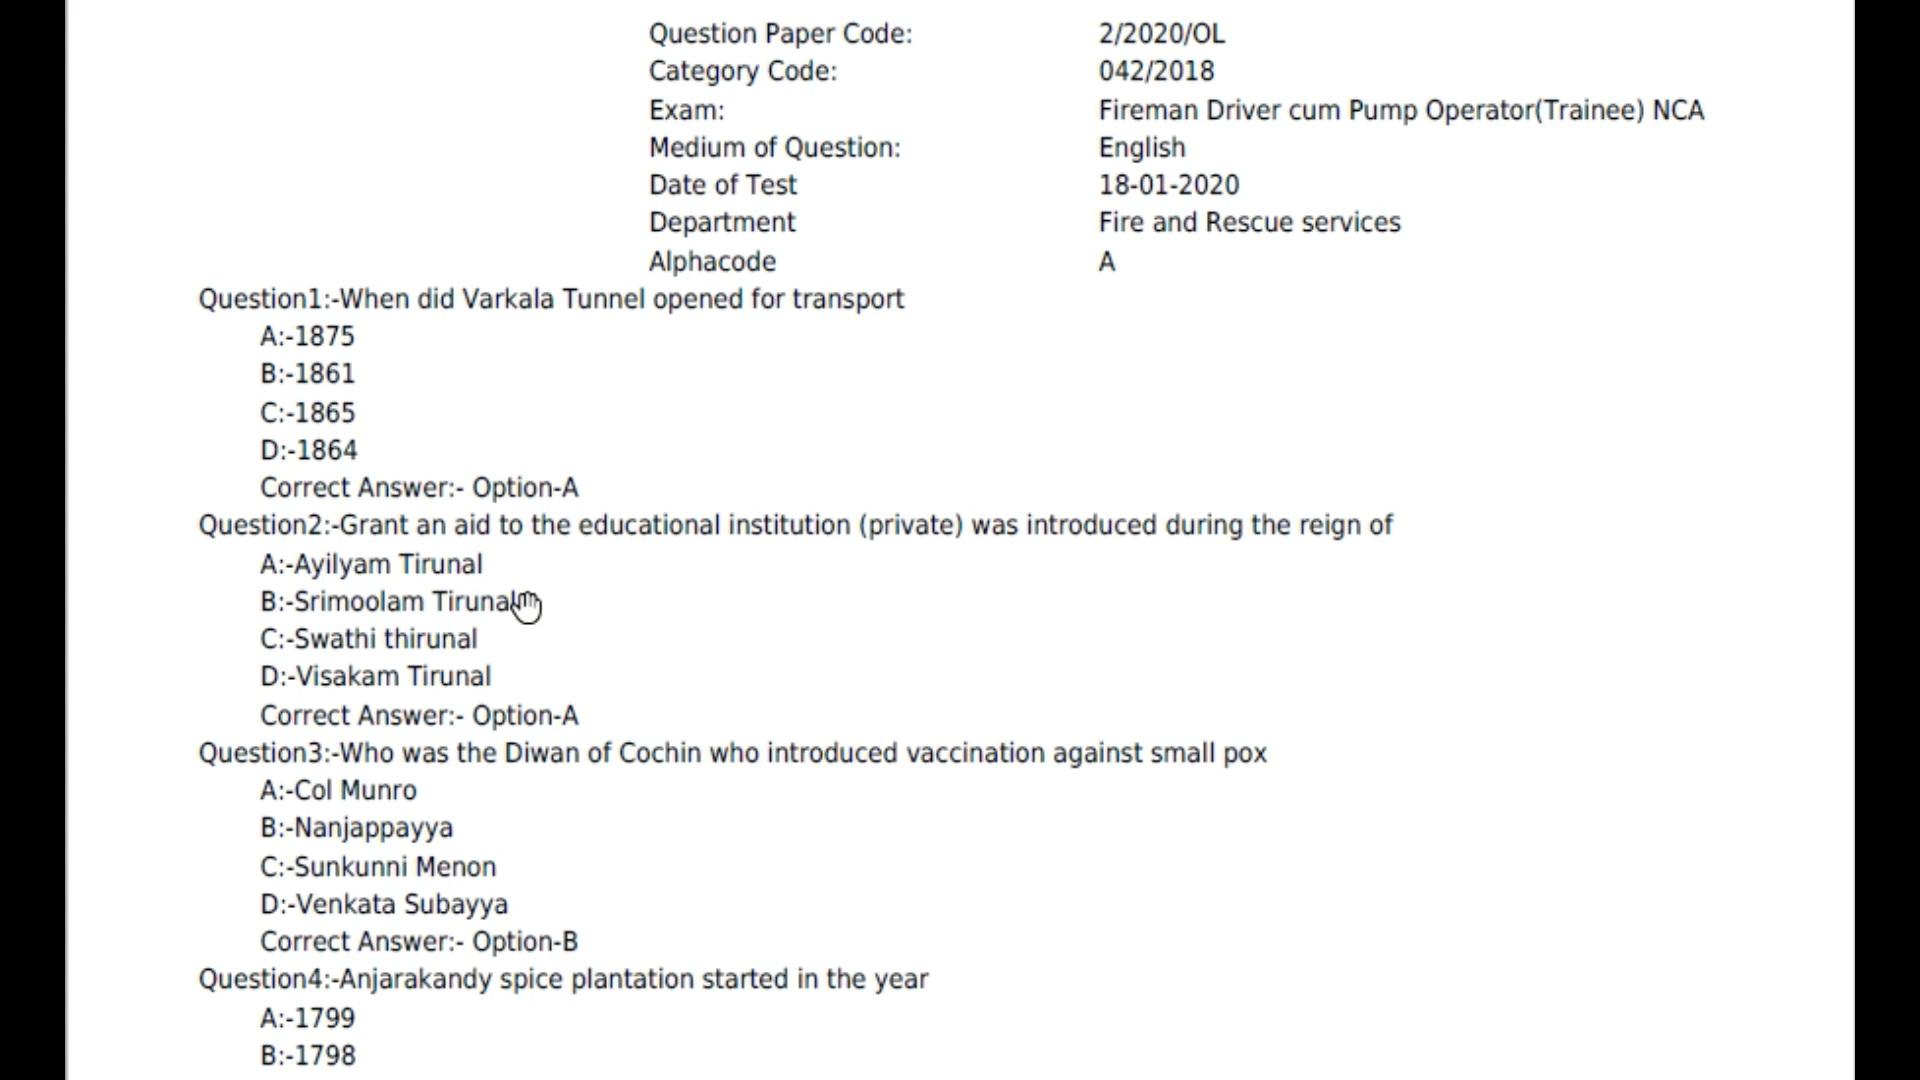 Question Paper Code: 2/2020/OL
Category Code: 042/2018
Exam: Fireman Driver cum Pump Operator(Trainee) NCA
Medium of Question: English
Date of Test 18-01-2020
Department Fire and Rescue services
Alphacode A
Question1:-When did Varkala Tunnel opened for transport
A:-1875
B:-1861
C:-1865
D:-1864
Correct Answer:- Option-A
Question2:-Grant an aid to the educational institution (private) was introduced during the reign of
A:-Ayilyam Tirunal
B:-Srimoolam Tirunal
C:-Swathi thirunal
D:-Visakam Tirunal
Correct Answer:- Option-A
Question3:-Who was the Diwan of Cochin who introduced vaccination against small pox
A:-Col Munro
B:-Nanjappayya
C:-Sunkunni Menon
D:-Venkata Subayya
Correct Answer:- Option-B
Question4:-Anjarakandy spice plantation started in the year
A:-1799
B:-1798